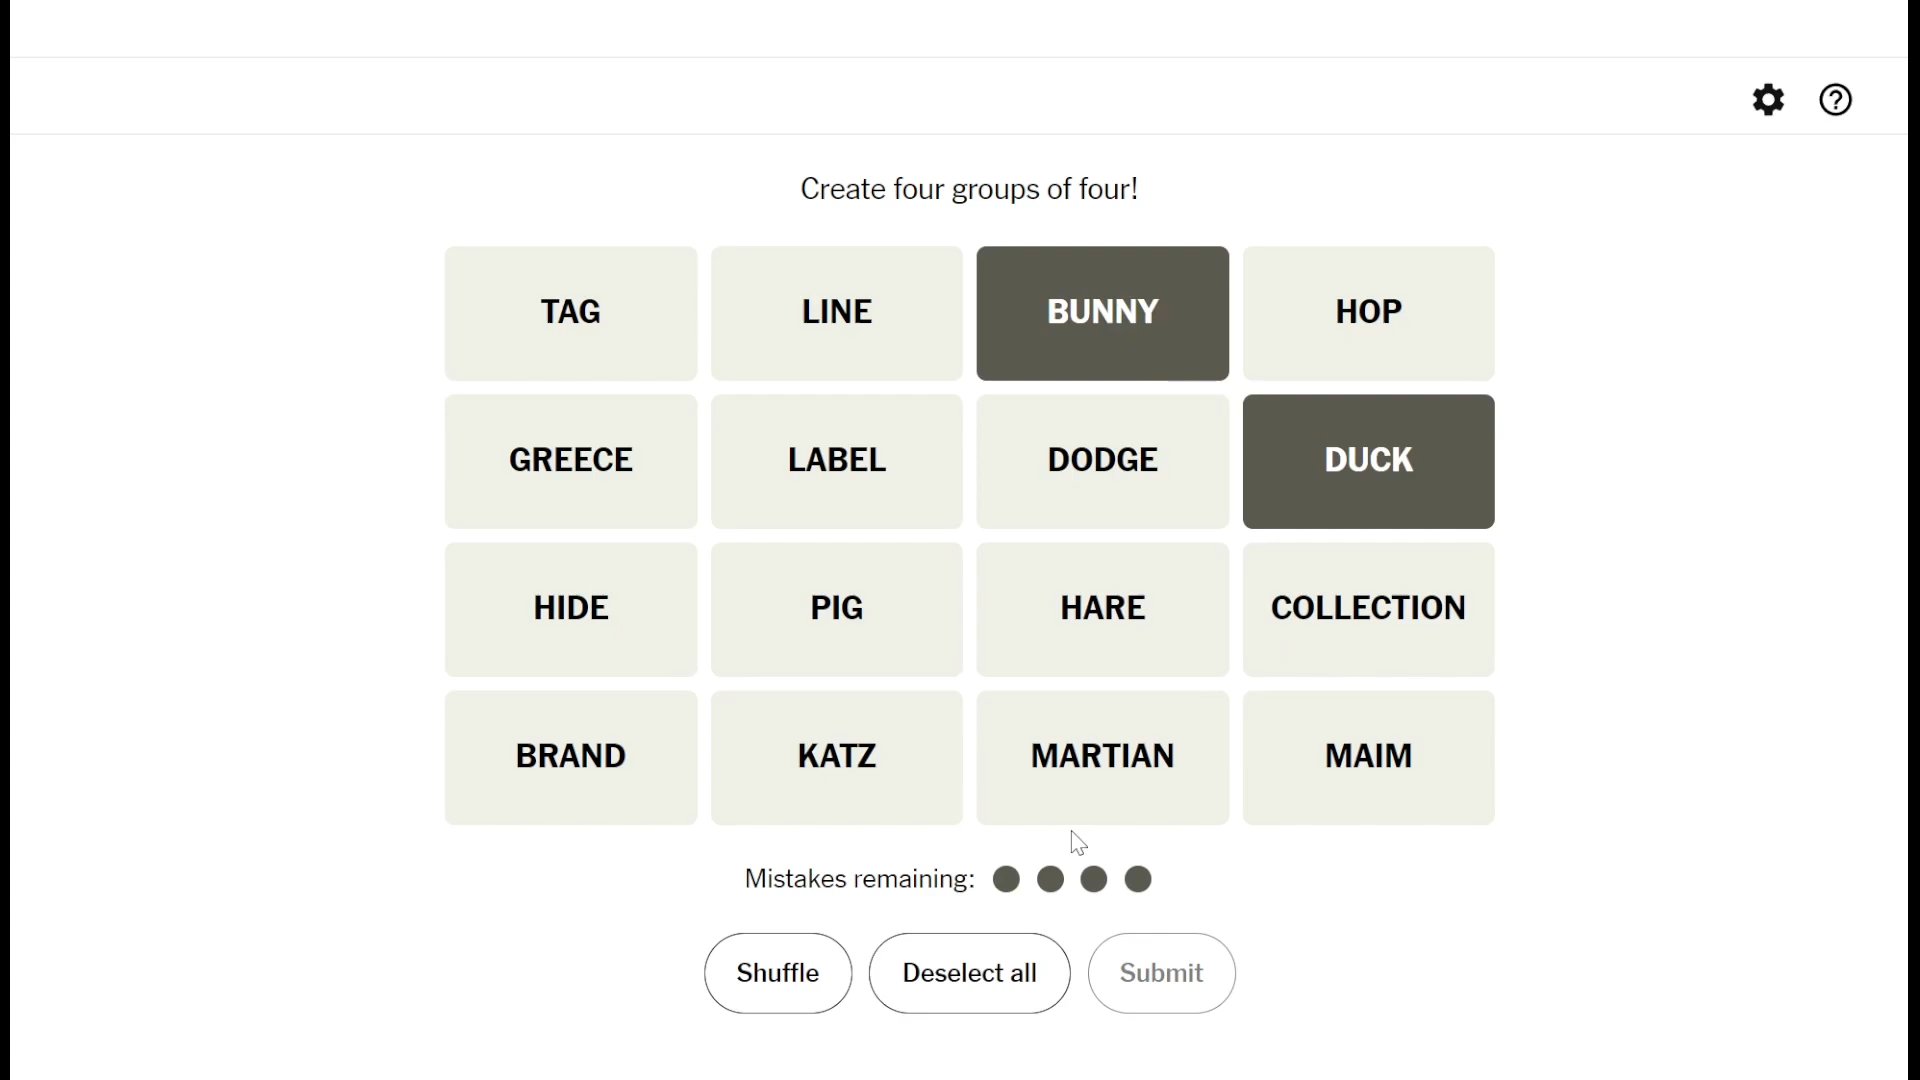 Create four groups of four!
TAG LINE BUNNY HOP
GREECE LABEL DODGE DUCK
HIDE PIG HARE COLLECTION
BRAND KATZ MARTIAN MAIM
Mistakes remaining:
Shuffle Deselect all Submit